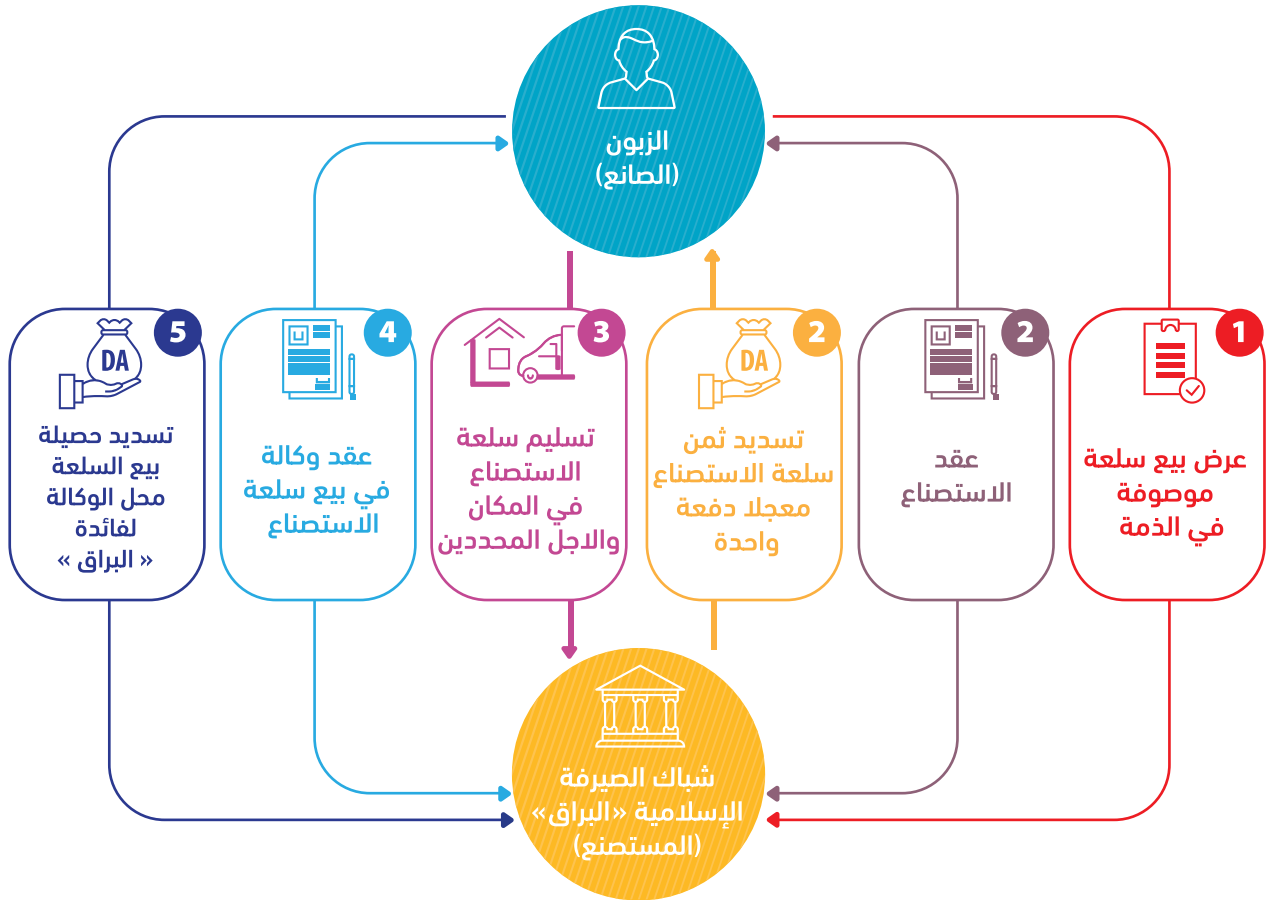 الزبون
(الصانع)
1
عرض بيع سلعة
موصوفة
في الذمة
2
عقد
الاستصناع
2
DA
تسديد ثمن
سلعة الاستصناع
معجلا دفعة
واحدة
3
تسليم سلعة
الاستصناع
في المكان
والاجل المحددين
4
عقد وكالة
في بيع سلعة
الاستصناع
5
DA
تسديد حصيلة
بيع السلعة
محل الوكالة
لفائدة
« البراق »
شباك الصيرفة
الإسلامية «البراق»
(المستصنع)